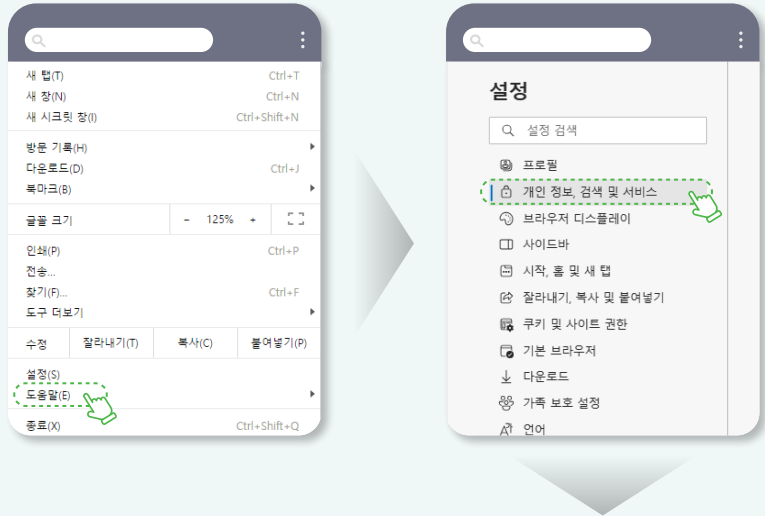 새 탭(T) Ctrl+T
새 창(N) Ctrl+N
새 시크릿 창(I) Ctrl+Shift+N
방문 기록(H)
다운로드(D) Ctrl+J
북마크(B)
글꼴 크기 - 125% +
인쇄(P) Ctrl+P
전송...
찾기(F)... Ctrl+F
도구 더보기
수정 잘라내기(T) 복사(C) 붙여넣기(P)
설정(S)
도움말(E)
종료(X) Ctrl+Shift+Q
설정
설정 검색
프로필
개인 정보, 검색 및 서비스
브라우저 디스플레이
사이드바
시작, 홈 및 새 탭
잘라내기, 복사 및 붙여넣기
쿠키 및 사이트 권한
기본 브라우저
다운로드
가족 보호 설정
언어